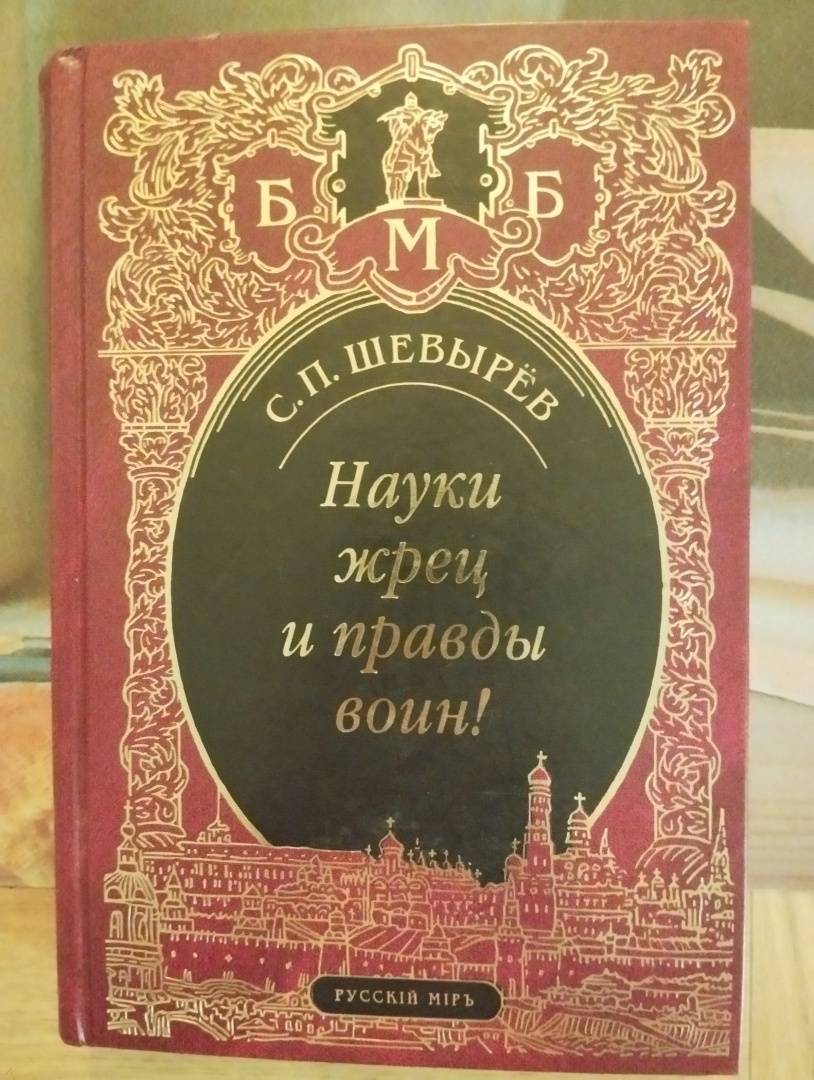 Б М Б
С. П. ШЕВЫРЁВ
Науки
жрец
и правды
воин!
РУССКІЙ МІРЪ